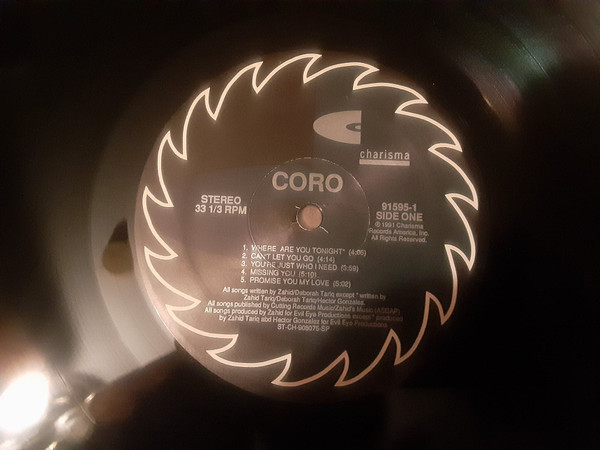 charisma
CORO
STEREO
33 1/3 RPM
91595-1
SIDE ONE
℗ 1991 Charisma
Records America, Inc.
All Rights Reserved.
1. WHERE ARE YOU TONIGHT* (4:08)
2. CAN'T LET YOU GO (4:14)
3. YOU'RE JUST WHO I NEED (5:59)
4. MISSING YOU (5:10)
5. PROMISE YOU MY LOVE (5:02)
All songs written by Zahid/Deborah Tariq except * written by
Zahid Tariq/Deborah Tariq/Hector Gonzales.
All songs published by Cutting Records Music/Zahid's Music (ASCAP)
All songs produced by Zahid for Evil Eye Productions except * produced
by Zahid Tariq abd Hector Gonzalez for Evil Eye Productions.
ST-CH-908075-SP